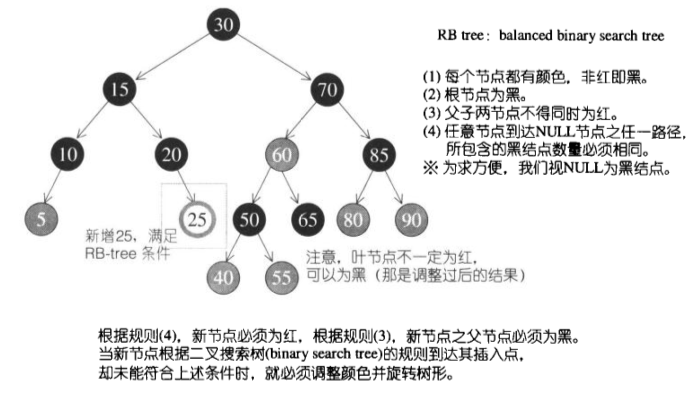 30
RB tree：balanced binary search tree
15
70
(1) 每个节点都有颜色，非红即黑。
(2) 根节点为黑。
(3) 父子两节点不得同时为红。
(4) 任意节点到达NULL节点之任一路径，
所包含的黑结点数量必须相同。
※ 为求方便，我们视NULL为黑结点。
10
20
60
85
5
25
50
65
80
90
新增25，满足
RB-tree 条件
40
55
注意，叶节点不一定为红，
可以为黑（那是调整过后的结果）
根据规则(4)，新节点必须为红，根据规则(3)，新节点之父节点必须为黑。
当新节点根据二叉搜索树(binary search tree)的规则到达其插入点，
却未能符合上述条件时，就必须调整颜色并旋转树形。